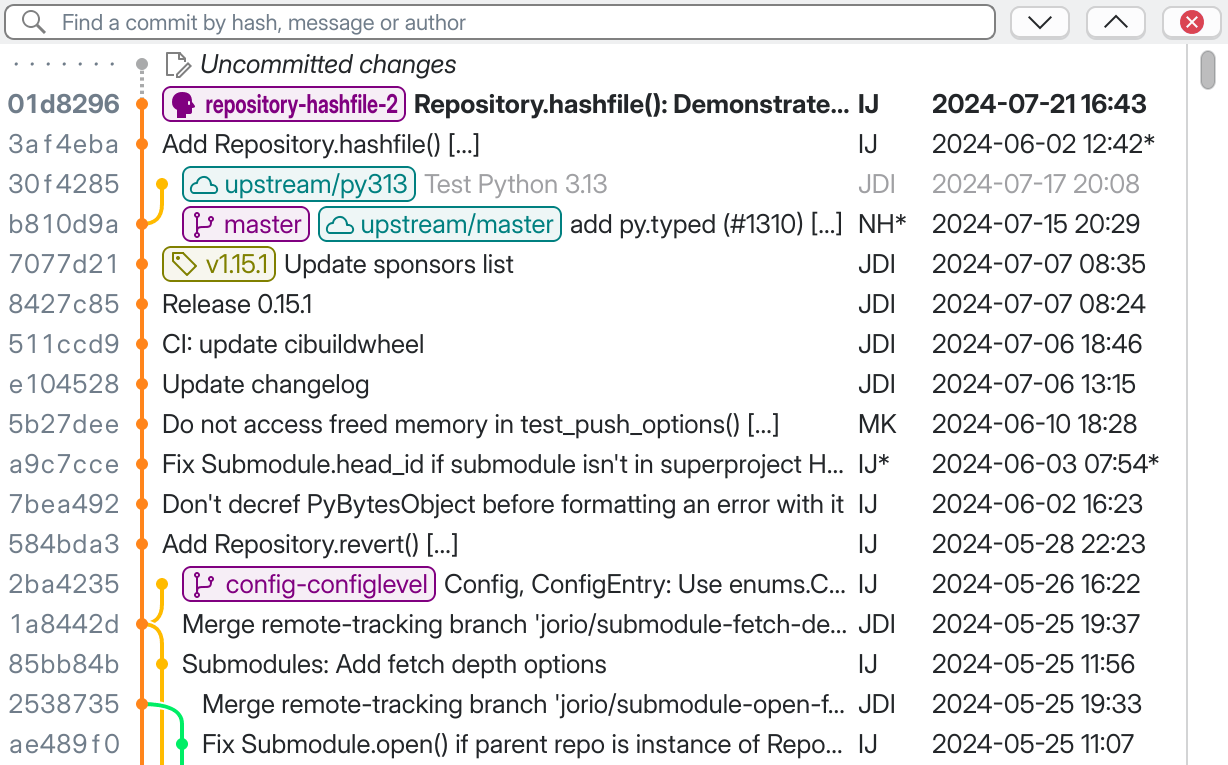 Find a commit by hash, message or author
· · · · · · · Uncommitted changes
01d8296 repository-hashfile-2 Repository.hashfile(): Demonstrate... IJ 2024-07-21 16:43
3af4eba Add Repository.hashfile() [...] IJ 2024-06-02 12:42*
30f4285 upstream/py313 Test Python 3.13 JDI 2024-07-17 20:08
b810d9a master upstream/master add py.typed (#1310) [...] NH* 2024-07-15 20:29
7077d21 v1.15.1 Update sponsors list JDI 2024-07-07 08:35
8427c85 Release 0.15.1 JDI 2024-07-07 08:24
511ccd9 CI: update cibuildwheel JDI 2024-07-06 18:46
e104528 Update changelog JDI 2024-07-06 13:15
5b27dee Do not access freed memory in test_push_options() [...] MK 2024-06-10 18:28
a9c7cce Fix Submodule.head_id if submodule isn't in superproject H... IJ* 2024-06-03 07:54*
7bea492 Don't decref PyBytesObject before formatting an error with it IJ 2024-06-02 16:23
584bda3 Add Repository.revert() [...] IJ 2024-05-28 22:23
2ba4235 config-configlevel Config, ConfigEntry: Use enums.C... IJ 2024-05-26 16:22
1a8442d Merge remote-tracking branch 'jorio/submodule-fetch-de... JDI 2024-05-25 19:37
85bb84b Submodules: Add fetch depth options IJ 2024-05-25 11:56
2538735 Merge remote-tracking branch 'jorio/submodule-open-f... JDI 2024-05-25 19:33
ae489f0 Fix Submodule.open() if parent repo is instance of Repo... IJ 2024-05-25 11:07